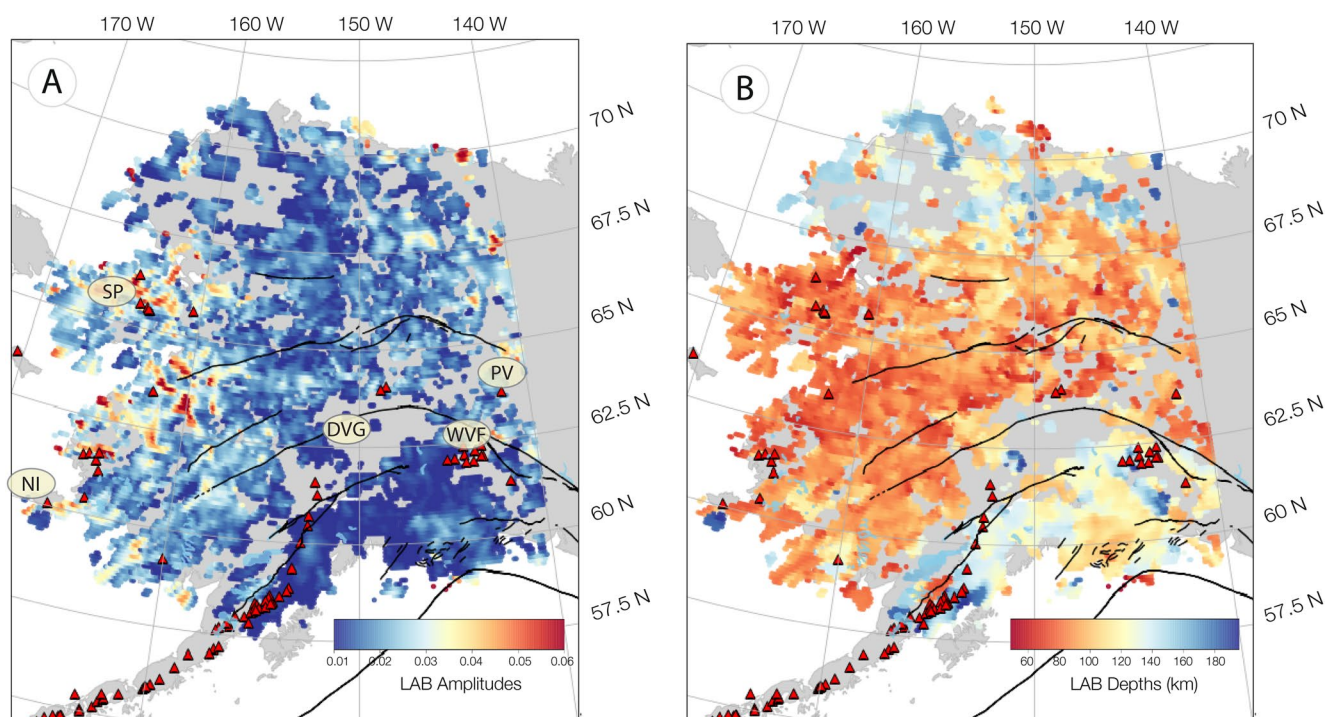 170 W 160 W 150 W 140 W
170 W 160 W 150 W 140 W
A
B
70 N
70 N
67.5 N
67.5 N
SP
65 N
65 N
PV
62.5 N
62.5 N
DVG
WVF
NI
60 N
60 N
57.5 N
57.5 N
0.01 0.02 0.03 0.04 0.05 0.06
LAB Amplitudes
60 80 100 120 140 160 180
LAB Depths (km)